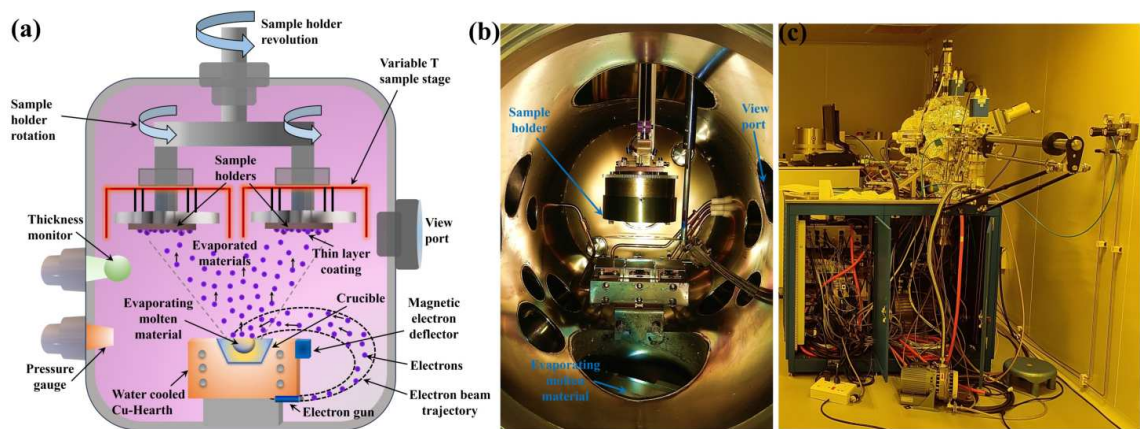 (a)
Sample holder
revolution
Variable T
sample stage
Sample
holder
rotation
Sample
holders
Thickness
monitor
Evaporated
materials
Thin layer
coating
View
port
Evaporating
molten
material
Crucible
Magnetic
electron
deflector
Pressure
gauge
Electrons
Water cooled
Cu-Hearth
Electron beam
trajectory
Electron gun
(b)
Sample
holder
View
port
Evaporating molten
material
(c)